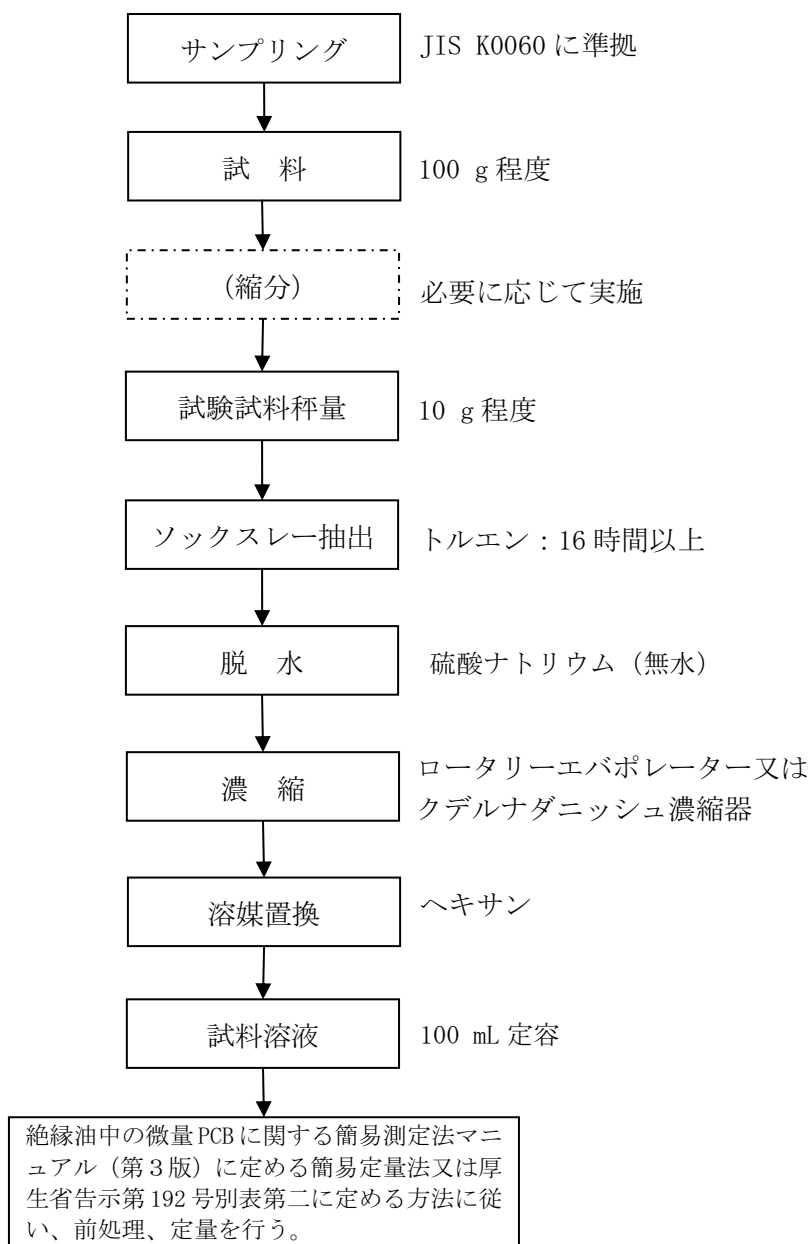 サンプリング JIS K0060 に準拠
試　料 100 g 程度
(縮分) 必要に応じて実施
試験試料秤量 10 g 程度
ソックスレー抽出 トルエン：16 時間以上
脱　水 硫酸ナトリウム（無水）
濃　縮 ロータリーエバポレーター又は
クデルナダニッシュ濃縮器
溶媒置換 ヘキサン
試料溶液 100 mL 定容
絶縁油中の微量 PCB に関する簡易測定法マニ
ュアル（第３版）に定める簡易定量法又は厚
生省告示第 192 号別表第二に定める方法に従
い、前処理、定量を行う。